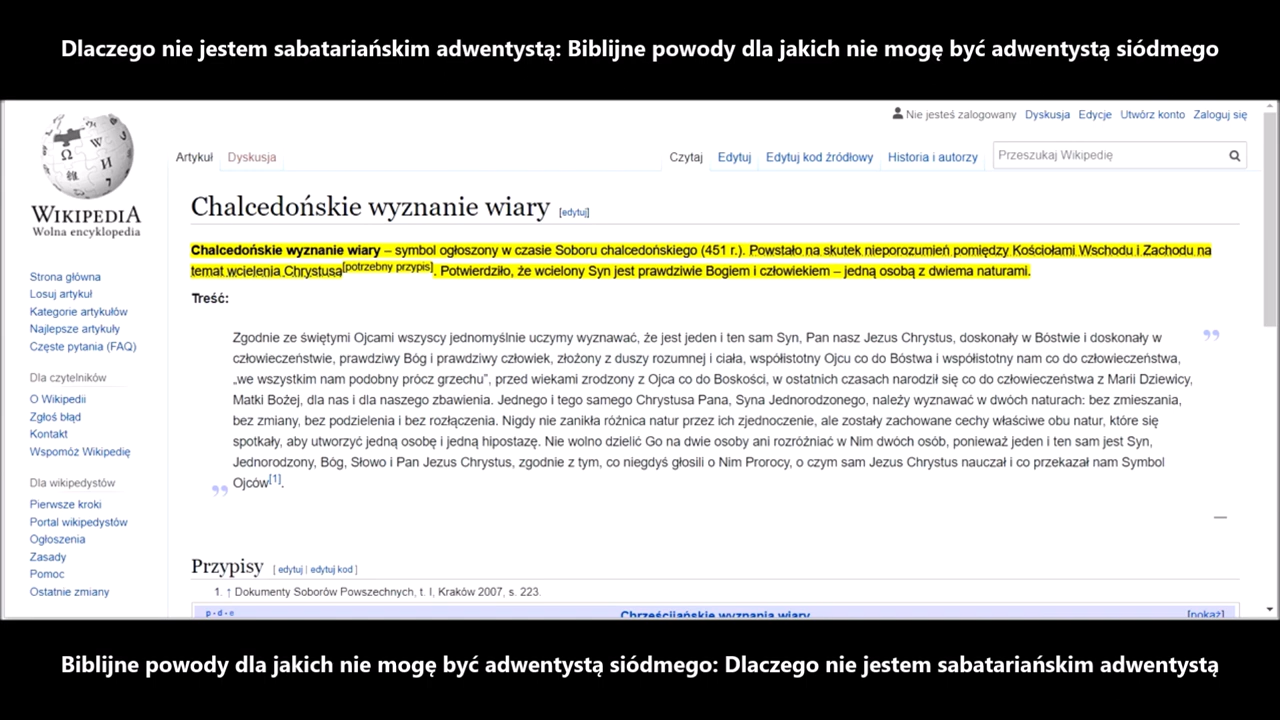 Dlaczego nie jestem sabatariańskim adwentystą: Biblijne powody dla jakich nie mogę być adwentystą siódmego
Nie jesteś zalogowany Dyskusja Edycje Utwórz konto Zaloguj się
Artykuł Dyskusja Czytaj Edytuj Edytuj kod źródłowy Historia i autorzy Przeszukaj Wikipedię
WIKIPEDIA
Wolna encyklopedia
Strona główna
Losuj artykuł
Kategorie artykułów
Najlepsze artykuły
Częste pytania (FAQ)
Dla czytelników
O Wikipedii
Zgłoś błąd
Kontakt
Wspomóż Wikipedię
Dla wikipedystów
Pierwsze kroki
Portal wikipedystów
Ogłoszenia
Zasady
Pomoc
Ostatnie zmiany
Chalcedońskie wyznanie wiary [edytuj]
Chalcedońskie wyznanie wiary – symbol ogłoszony w czasie Soboru chalcedońskiego (451 r.). Powstało na skutek nieporozumień pomiędzy Kościołami Wschodu i Zachodu na
temat wcielenia Chrystusa[potrzebny przypis]. Potwierdziło, że wcielony Syn jest prawdziwie Bogiem i człowiekiem – jedną osobą z dwiema naturami.
Treść:
Zgodnie ze świętymi Ojcami wszyscy jednomyślnie uczymy wyznawać, że jest jeden i ten sam Syn, Pan nasz Jezus Chrystus, doskonały w Bóstwie i doskonały w
człowieczeństwie, prawdziwy Bóg i prawdziwy człowiek, złożony z duszy rozumnej i ciała, współistotny Ojcu co do Bóstwa i współistotny nam co do człowieczeństwa,
„we wszystkim nam podobny prócz grzechu”, przed wiekami zrodzony z Ojca co do Boskości, w ostatnich czasach narodził się co do człowieczeństwa z Marii Dziewicy,
Matki Bożej, dla nas i dla naszego zbawienia. Jednego i tego samego Chrystusa Pana, Syna Jednorodzonego, należy wyznawać w dwóch naturach: bez zmieszania,
bez zmiany, bez podzielenia i bez rozłączenia. Nigdy nie zanikła różnica natur przez ich zjednoczenie, ale zostały zachowane cechy właściwe obu natur, które się
spotkały, aby utworzyć jedną osobę i jedną hipostazę. Nie wolno dzielić Go na dwie osoby ani rozróżniać w Nim dwóch osób, ponieważ jeden i ten sam jest Syn,
Jednorodzony, Bóg, Słowo i Pan Jezus Chrystus, zgodnie z tym, co niegdyś głosili o Nim Prorocy, o czym sam Jezus Chrystus nauczał i co przekazał nam Symbol
Ojców[1].
—
Przypisy [ edytuj | edytuj kod ]
1. ↑ Dokumenty Soborów Powszechnych, t. I, Kraków 2007, s. 223.
p · d · e Chrześcijańskie wyznania wiary [pokaż]
Biblijne powody dla jakich nie mogę być adwentystą siódmego: Dlaczego nie jestem sabatariańskim adwentystą